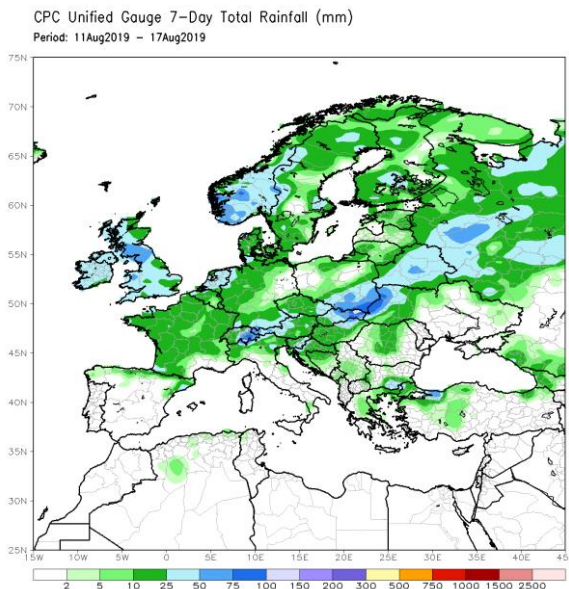 CPC Unified Gauge 7-Day Total Rainfall (mm)
Period: 11Aug2019 - 17Aug2019
75N
70N
65N
60N
55N
50N
45N
40N
35N
30N
25N
15W 10W 5W 0 5E 10E 15E 20E 25E 30E 35E 40E 45E
2 5 10 25 50 75 100 150 200 300 500 750 1000 1500 2500